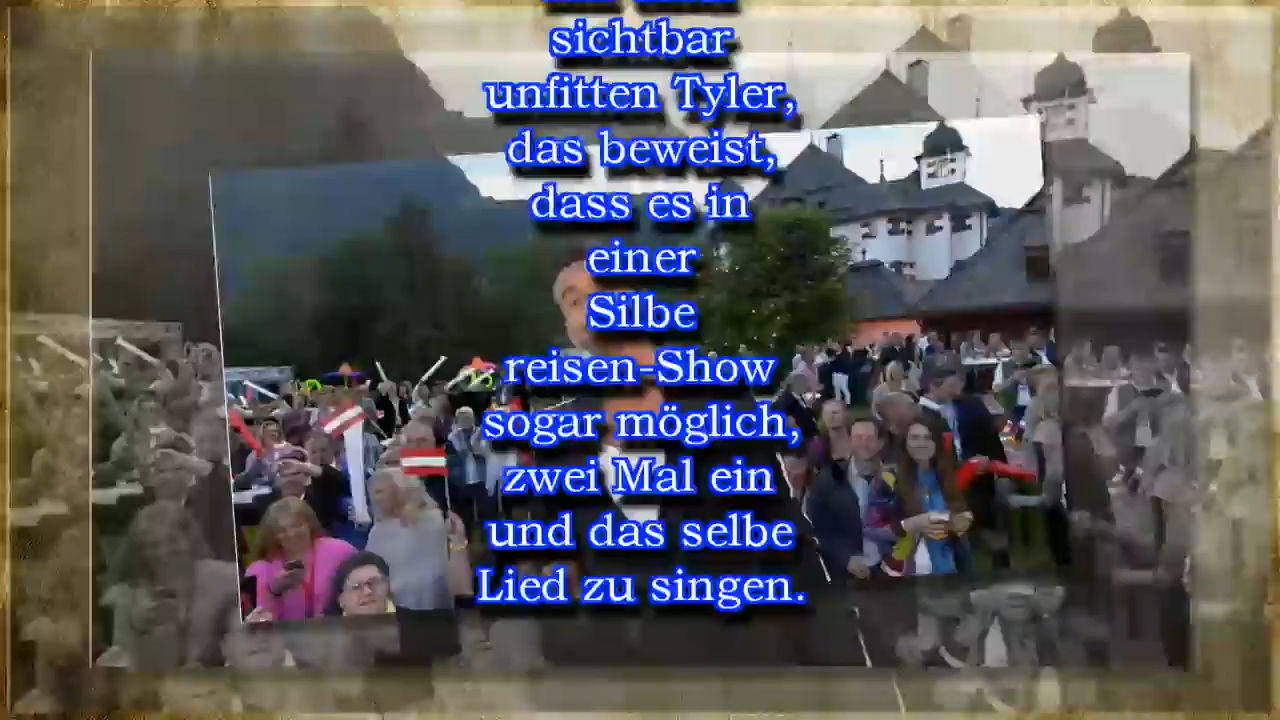 sichtbar
unfitten Tyler,
das beweist,
dass es in
einer
Silbe
reisen-Show
sogar möglich,
zwei Mal ein
und das selbe
Lied zu singen.